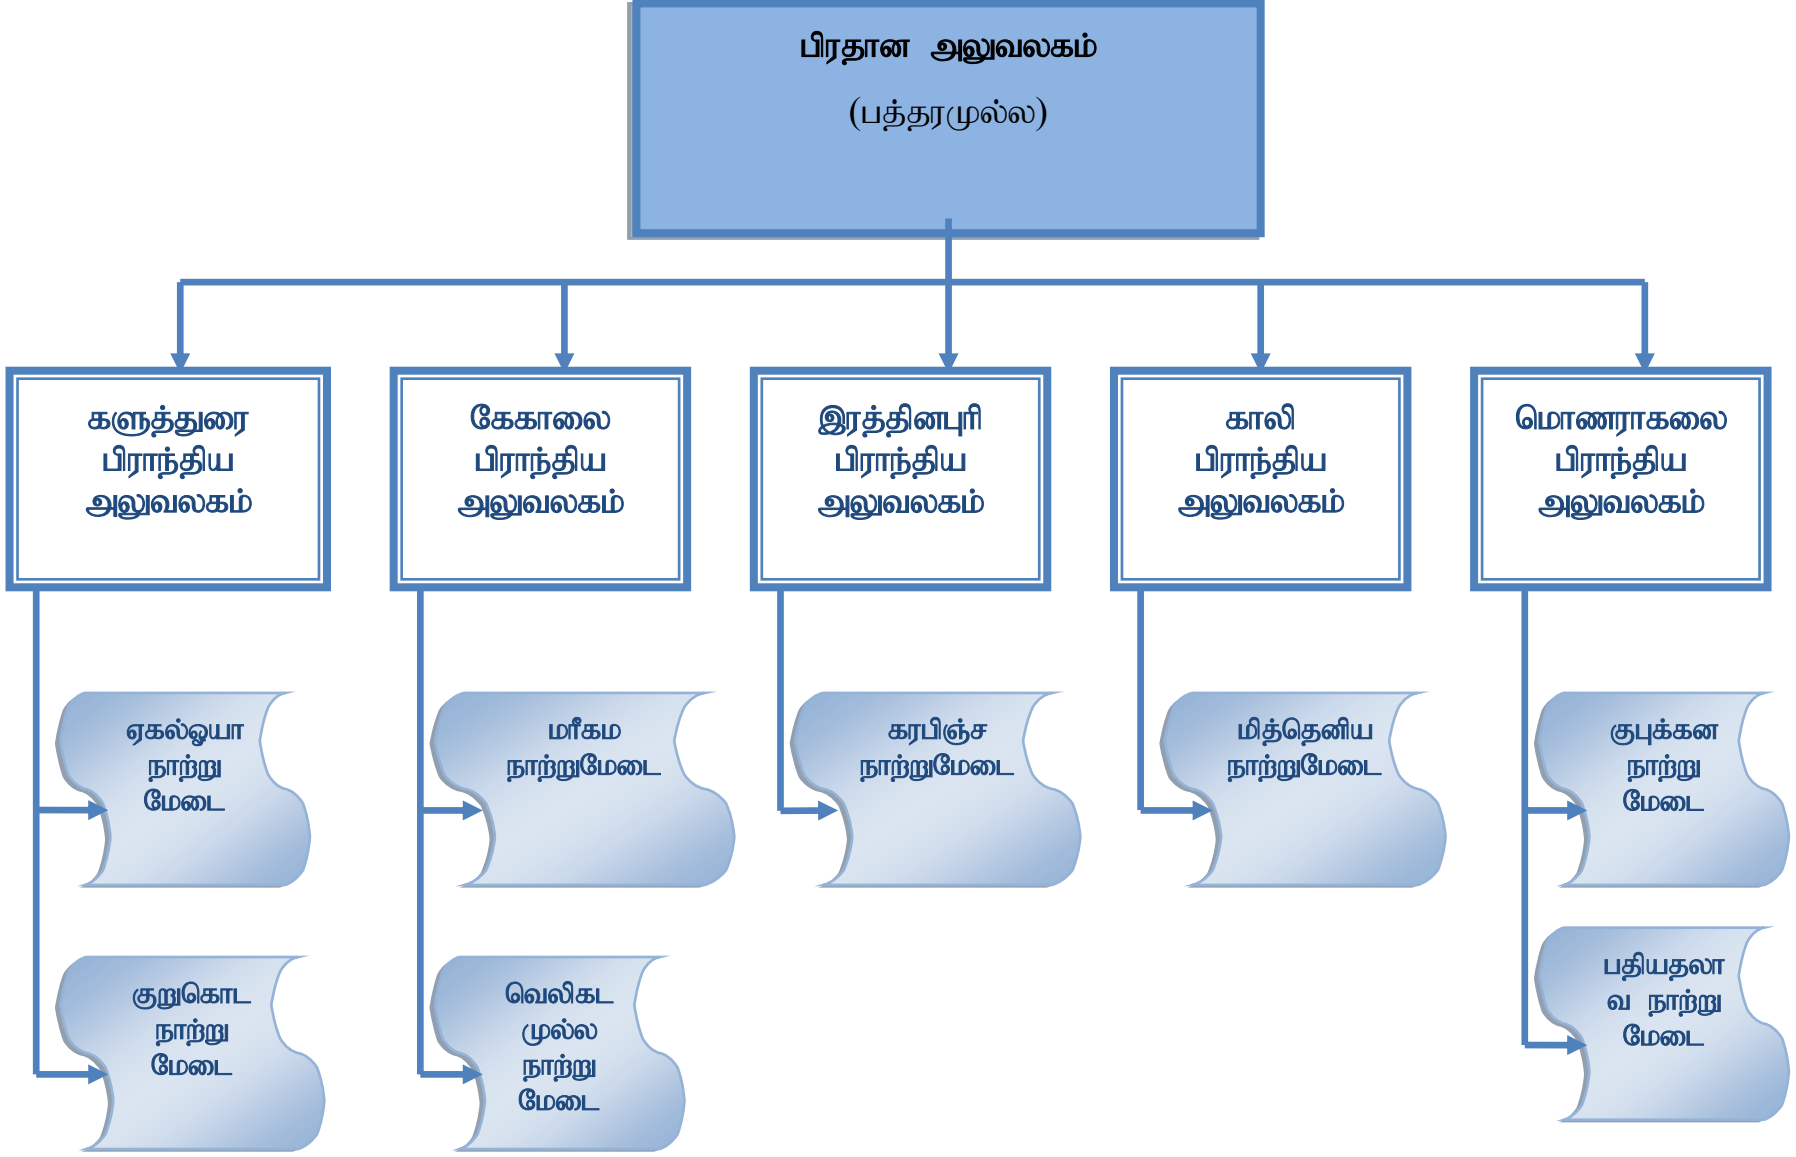 பிரதான அலுவலகம்
(பத்தரமுல்ல)
களுத்துரை
பிராந்திய
அலுவலகம்
கேகாலை
பிராந்திய
அலுவலகம்
இரத்தினபுரி
பிராந்திய
அலுவலகம்
காலி
பிராந்திய
அலுவலகம்
மொணராகலை
பிராந்திய
அலுவலகம்
ஏகல்ஓயா
நாற்று
மேடை
மரீகம
நாற்றுமேடை
கரபிஞ்ச
நாற்றுமேடை
மித்தெனிய
நாற்றுமேடை
குபுக்கன
நாற்று
மேடை
குறுகொட
நாற்று
மேடை
வெலிகட
முல்ல
நாற்று
மேடை
பதியதலா
வ நாற்று
மேடை